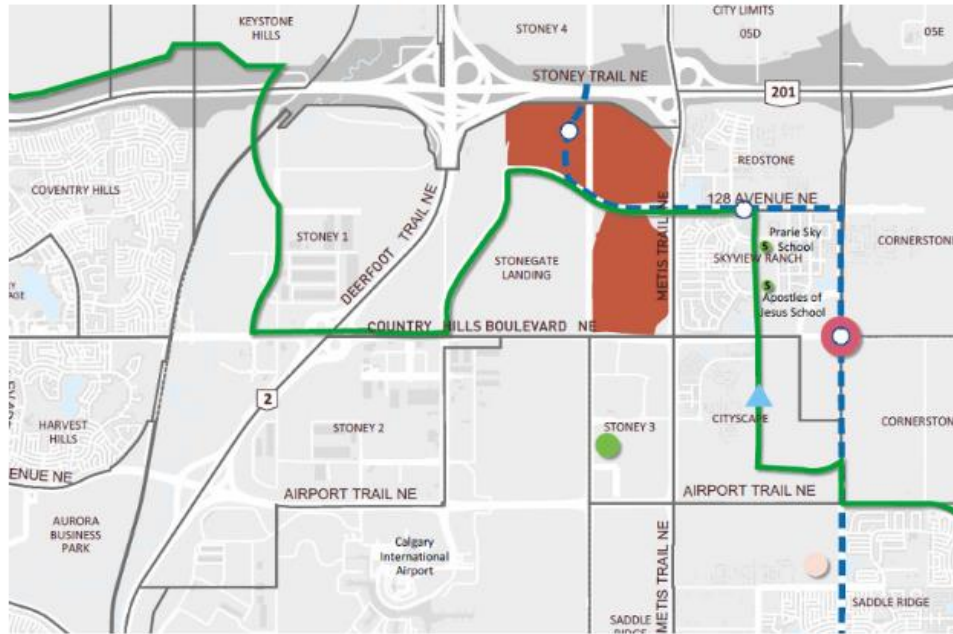 KEYSTONE
HILLS
STONEY 4
CITY LIMITS
05D
05E
STONEY TRAIL NE
201
COVENTRY HILLS
REDSTONE
128 AVENUE NE
STONEY 1
DEERFOOT TRAIL NE
STONEGATE
LANDING
METIS TRAIL NE
Prarie Sky
School
S
SKYVIEW RANCH
S
Apostles of
Jesus School
CORNERSTON
COUNTRY HILLS BOULEVARD NE
2
HARVEST
HILLS
STONEY 2
STONEY 3
CITYSCAPE
CORNERSTON
ENUE NE
AIRPORT TRAIL NE
AIRPORT TRAIL NE
AURORA
BUSINESS
PARK
Calgary
International
Airport
METIS TRAIL NE
SADDLE
SADDLE RIDGE